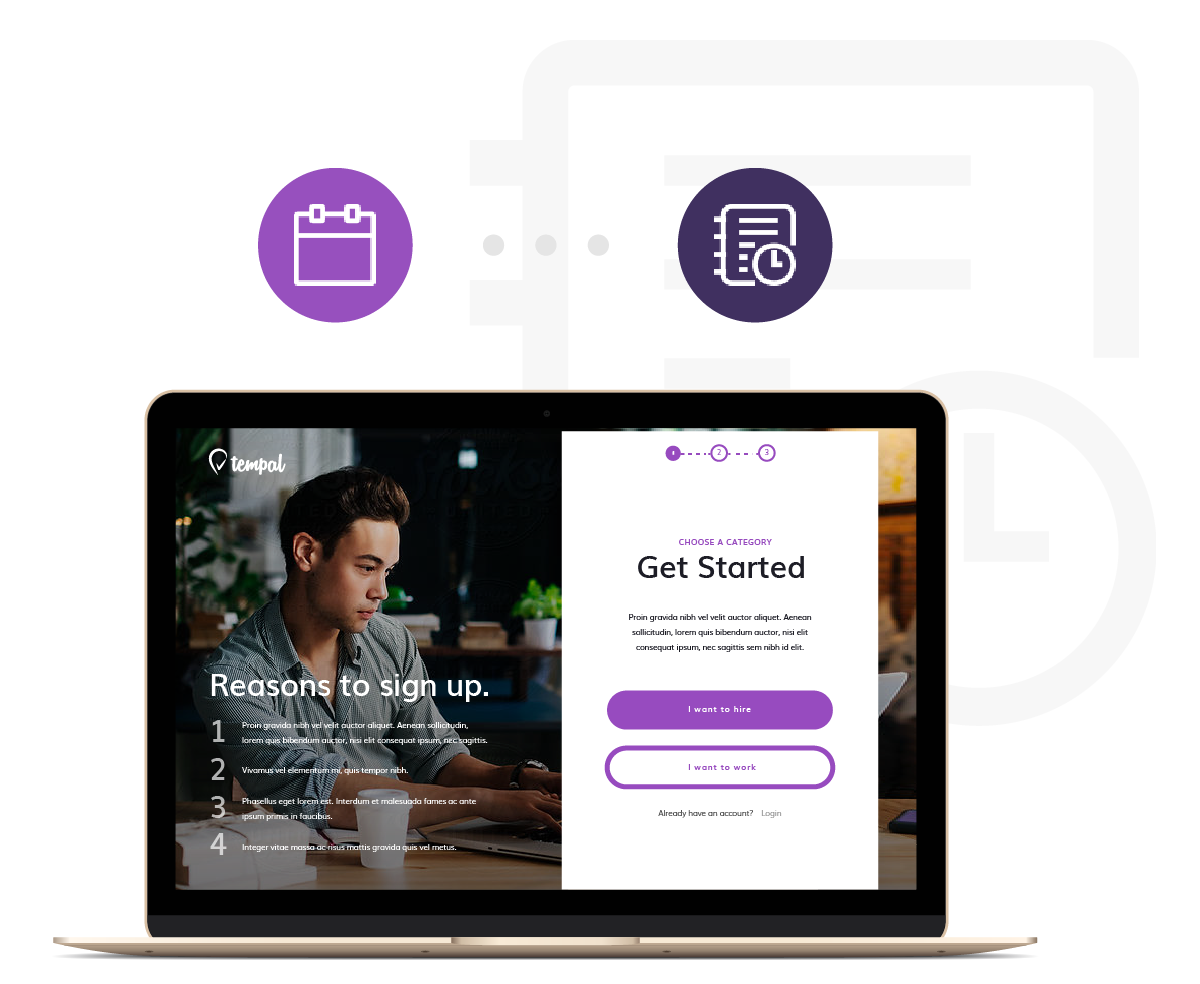 tempal
Reasons to sign up.
1
Proin gravida nibh vel velit auctor aliquet. Aenean sollicitudin,
lorem quis bibendum auctor, nisi elit consequat ipsum, nec sagittis.
2
Vivamus vel elementum mi, quis tempor nibh.
3
Phasellus eget lorem est. Interdum et malesuada fames ac ante
ipsum primis in faucibus.
4
Integer vitae massa ac risus mattis gravida quis vel metus.
2 3
CHOOSE A CATEGORY
Get Started
Proin gravida nibh vel velit auctor aliquet. Aenean
sollicitudin, lorem quis bibendum auctor, nisi elit
consequat ipsum, nec sagittis sem nibh id elit.
I want to hire
I want to work
Already have an account? Login